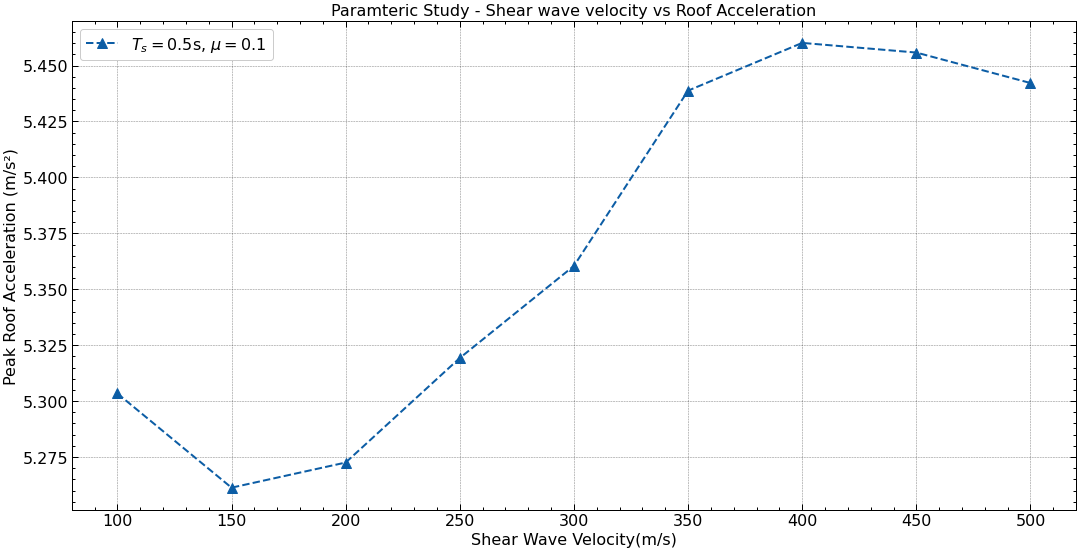 Paramteric Study - Shear wave velocity vs Roof Acceleration
T_s = 0.5s, μ = 0.1
Peak Roof Acceleration (m/s²)
5.450
5.425
5.400
5.375
5.350
5.325
5.300
5.275
100 150 200 250 300 350 400 450 500
Shear Wave Velocity(m/s)